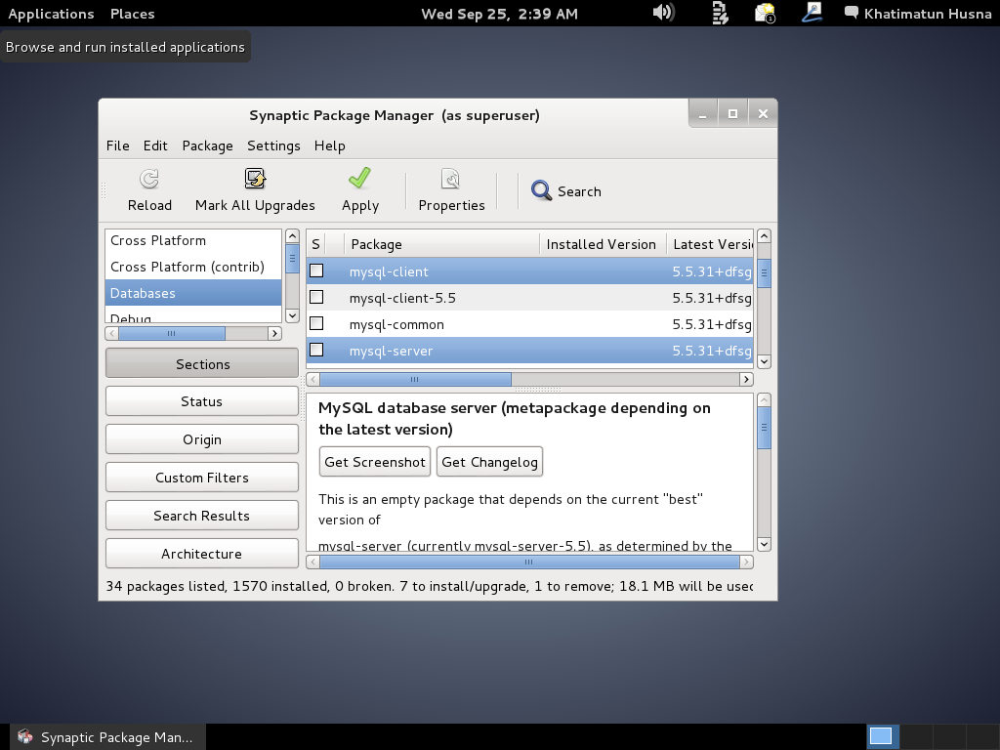 Applications Places Wed Sep 25, 2:39 AM 1 Khatimatun Husna
Browse and run installed applications
Synaptic Package Manager (as superuser)
File Edit Package Settings Help
Reload Mark All Upgrades Apply Properties Search
Cross Platform
Cross Platform (contrib)
Databases
Debug
Sections
Status
Origin
Custom Filters
Search Results
Architecture
S Package Installed Version Latest Versi
mysql-client 5.5.31+dfsg
mysql-client-5.5 5.5.31+dfsg
mysql-common 5.5.31+dfsg
mysql-server 5.5.31+dfsg
MySQL database server (metapackage depending on
the latest version)
Get Screenshot Get Changelog
This is an empty package that depends on the current "best"
version of
mysql-server (currently mysql-server-5.5), as determined by the
34 packages listed, 1570 installed, 0 broken. 7 to install/upgrade, 1 to remove; 18.1 MB will be used
Synaptic Package Man...